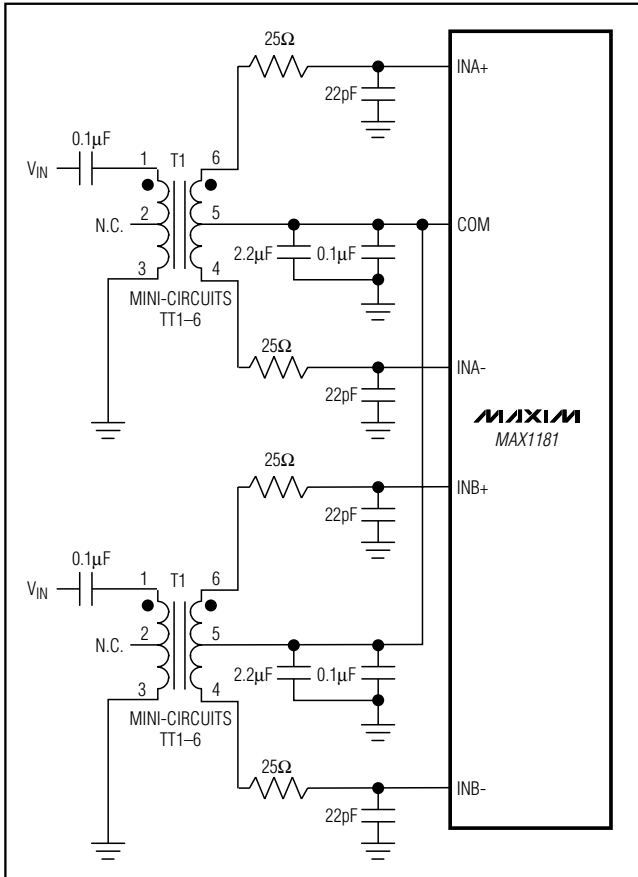 25Ω
INA+
22pF
0.1μF
V_IN
1
T1
6
N.C.
2
5
COM
2.2μF
0.1μF
3
4
MINI-CIRCUITS
TT1–6
25Ω
INA-
22pF
MAXIM
MAX1181
25Ω
INB+
22pF
0.1μF
V_IN
1
T1
6
N.C.
2
5
2.2μF
0.1μF
3
4
MINI-CIRCUITS
TT1–6
25Ω
INB-
22pF